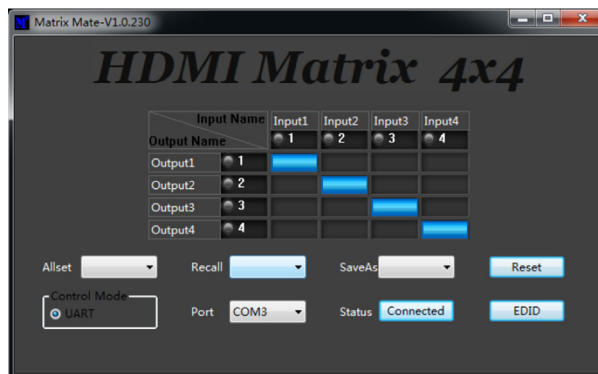 Matrix Mate-V1.0.230
HDMI Matrix 4x4
Input Name Input1 Input2 Input3 Input4
Output Name 1 2 3 4
Output1 1
Output2 2
Output3 3
Output4 4
Allset Recall SaveAs Reset
Control Mode
UART Port COM3 Status Connected EDID